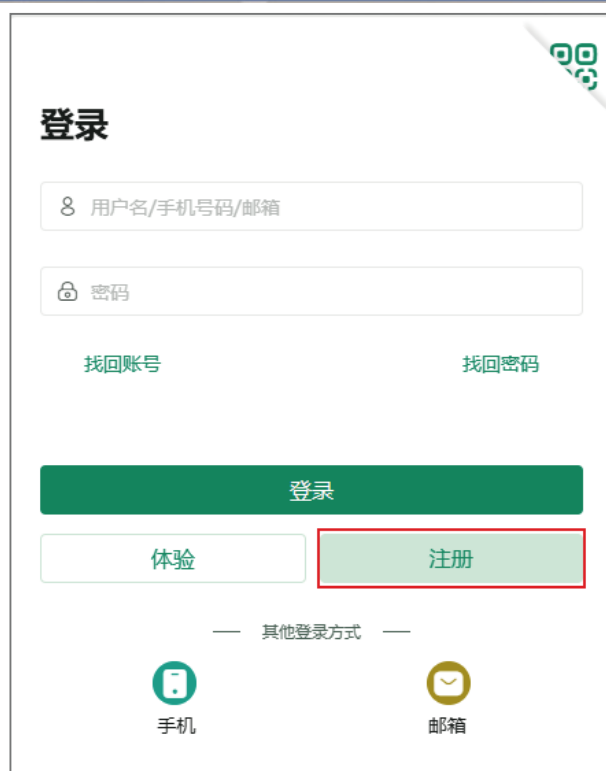 登录
用户名/手机号码/邮箱
密码
找回账号 找回密码
登录
体验 注册
其他登录方式
手机 邮箱